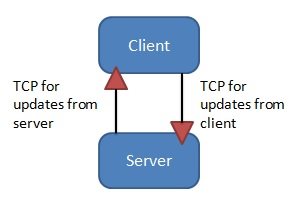 Client
TCP for
updates from
server
TCP for
updates from
client
Server